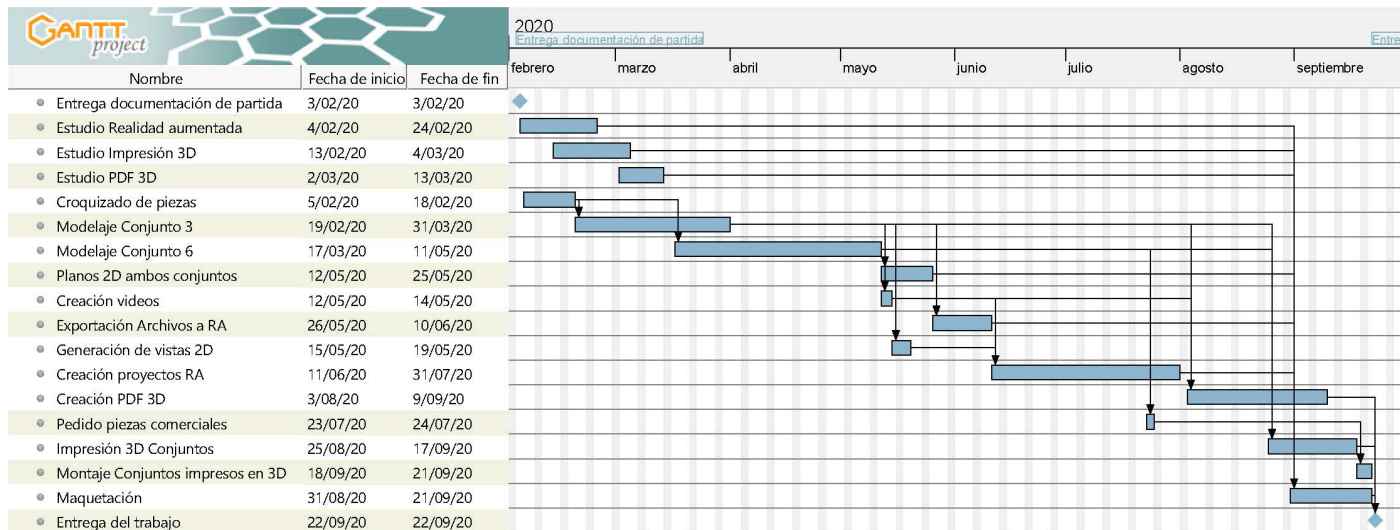 GANTT
project
2020
Entrega documentación de partida
Entre
febrero marzo abril mayo junio julio agosto septiembre
Nombre Fecha de inicio Fecha de fin
Entrega documentación de partida 3/02/20 3/02/20
Estudio Realidad aumentada 4/02/20 24/02/20
Estudio Impresión 3D 13/02/20 4/03/20
Estudio PDF 3D 2/03/20 13/03/20
Croquizado de piezas 5/02/20 18/02/20
Modelaje Conjunto 3 19/02/20 31/03/20
Modelaje Conjunto 6 17/03/20 11/05/20
Planos 2D ambos conjuntos 12/05/20 25/05/20
Creación videos 12/05/20 14/05/20
Exportación Archivos a RA 26/05/20 10/06/20
Generación de vistas 2D 15/05/20 19/05/20
Creación proyectos RA 11/06/20 31/07/20
Creación PDF 3D 3/08/20 9/09/20
Pedido piezas comerciales 23/07/20 24/07/20
Impresión 3D Conjuntos 25/08/20 17/09/20
Montaje Conjuntos impresos en 3D 18/09/20 21/09/20
Maquetación 31/08/20 21/09/20
Entrega del trabajo 22/09/20 22/09/20